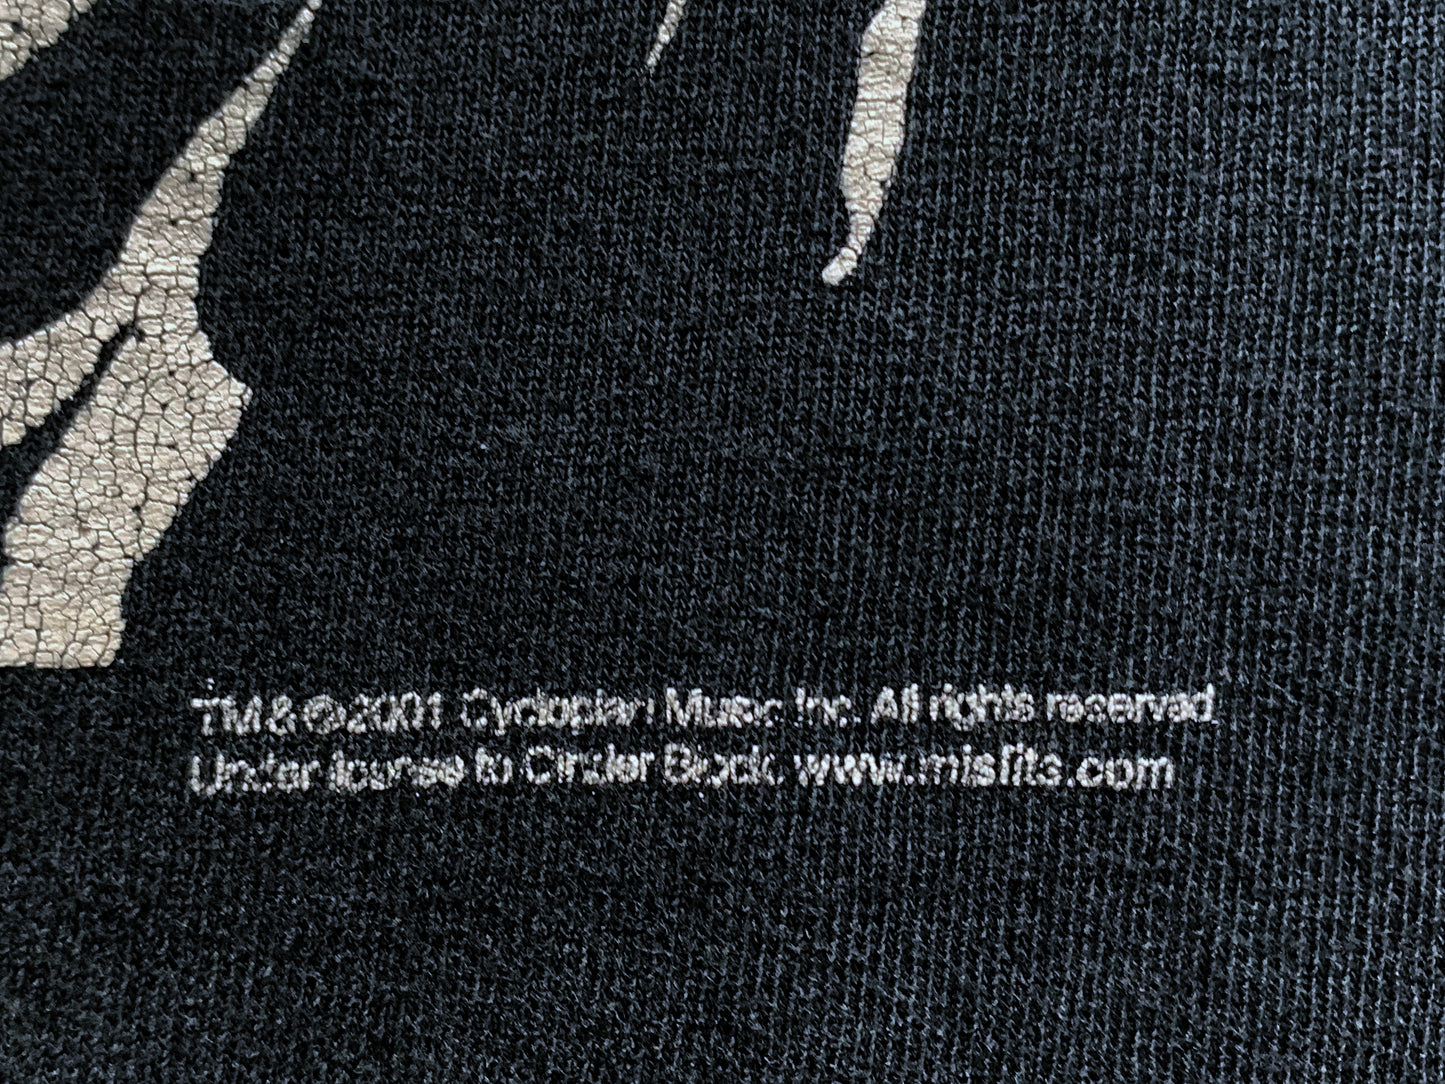 TM & © 2001 Cyclopian Music Inc. All rights reserved.
Under license to Cinder Block. www.misfits.com